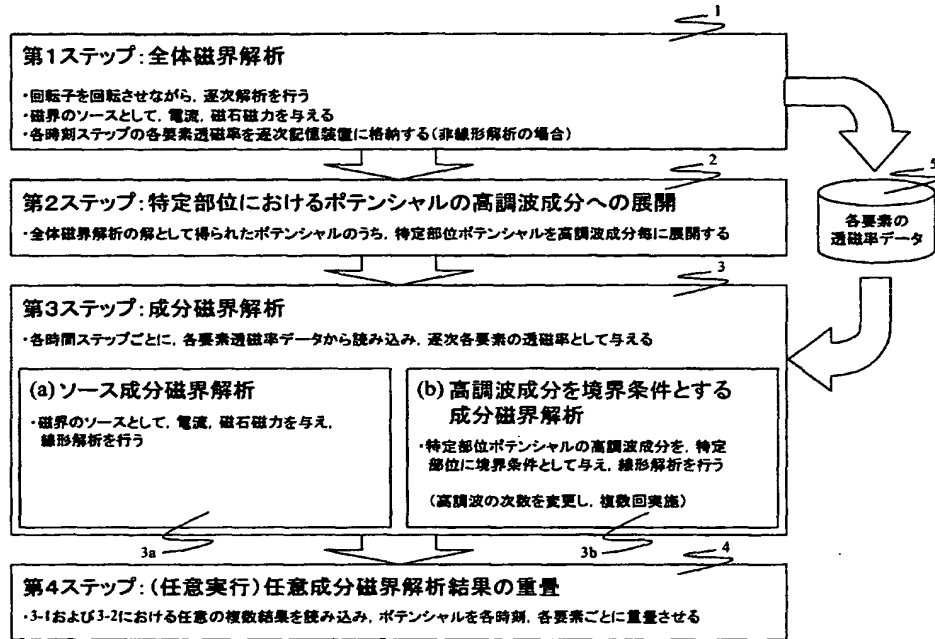 1
第1ステップ：全体磁界解析
・回転子を回転させながら，逐次解析を行う
・磁界のソースとして，電流，磁石磁力を与える
・各時刻ステップの各要素透磁率を逐次記憶装置に格納する（非線形解析の場合）
2
第2ステップ：特定部位におけるポテンシャルの高調波成分への展開
・全体磁界解析の解として得られたポテンシャルのうち，特定部位ポテンシャルを高調波成分毎に展開する
5
各要素の
透磁率データ
3
第3ステップ：成分磁界解析
・各時間ステップごとに，各要素透磁率データから読み込み，逐次各要素の透磁率として与える
(a) ソース成分磁界解析
・磁界のソースとして，電流，磁石磁力を与え，
線形解析を行う
3a
(b) 高調波成分を境界条件とする
成分磁界解析
・特定部位ポテンシャルの高調波成分を，特定
部位に境界条件として与え，線形解析を行う
（高調波の次数を変更し，複数回実施）
3b
4
第4ステップ：（任意実行）任意成分磁界解析結果の重畳
・3-1および3-2における任意の複数結果を読み込み，ポテンシャルを各時刻，各要素ごとに重畳させる